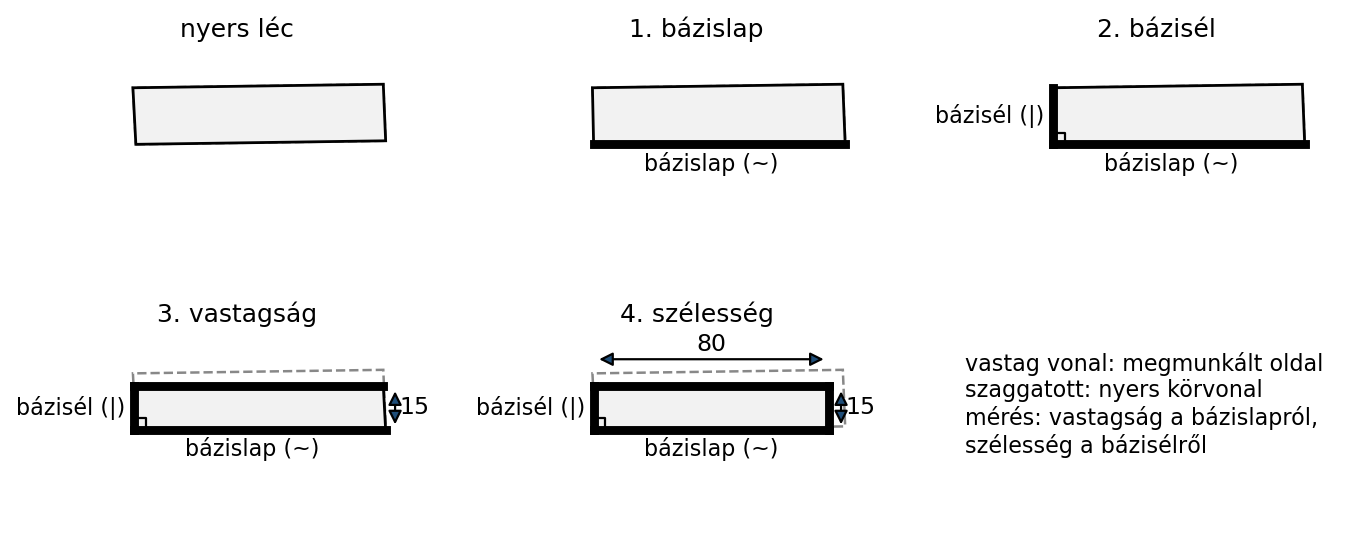 nyers léc
1. bázislap
2. bázisél
bázislap (~)
bázisél (|)
bázislap (~)
3. vastagság
4. szélesség
bázisél (|)
15
bázislap (~)
80
bázisél (|)
15
bázislap (~)
vastag vonal: megmunkált oldal
szaggatott: nyers körvonal
mérés: vastagság a bázislapról,
szélesség a bázisélről